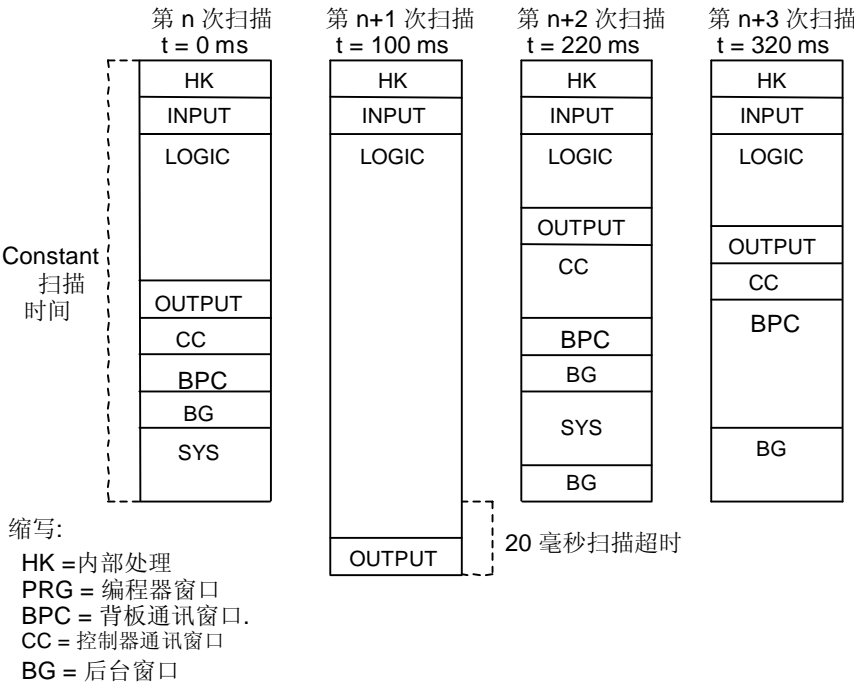 第 n 次扫描
t = 0 ms
HK
INPUT
LOGIC
OUTPUT
CC
BPC
BG
SYS
第 n+1 次扫描
t = 100 ms
HK
INPUT
LOGIC
OUTPUT
第 n+2 次扫描
t = 220 ms
HK
INPUT
LOGIC
OUTPUT
CC
BPC
BG
SYS
BG
第 n+3 次扫描
t = 320 ms
HK
INPUT
LOGIC
OUTPUT
CC
BPC
BG
Constant
扫描
时间
20 毫秒扫描超时
缩写:
HK =内部处理
PRG = 编程器窗口
BPC = 背板通讯窗口.
CC = 控制器通讯窗口
BG = 后台窗口